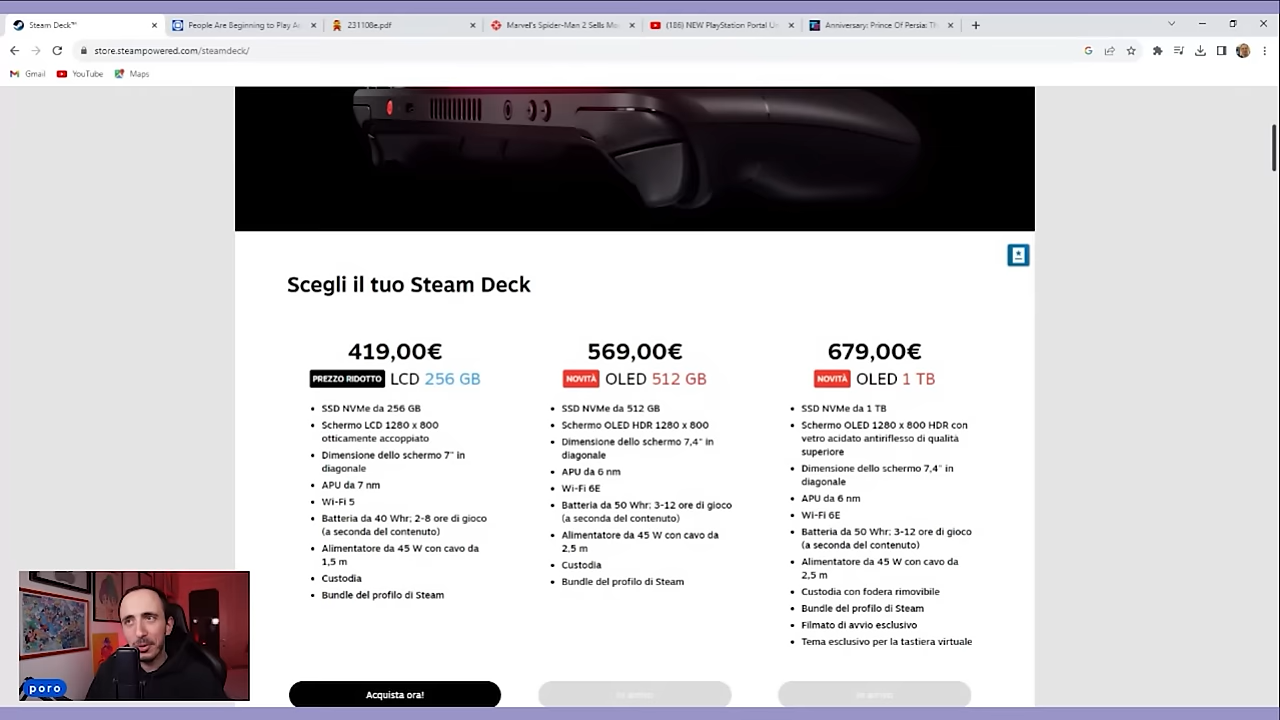 Steam Deck™
People Are Beginning to Play Ac
231108e.pdf
Marvel's Spider-Man 2 Sells Mo
(186) NEW PlayStation Portal U
Anniversary: Prince Of Persia: Th
store.steampowered.com/steamdeck/
Gmail
YouTube
Maps
Scegli il tuo Steam Deck
419,00€
PREZZO RIDOTTO LCD 256 GB
SSD NVMe da 256 GB
Schermo LCD 1280 x 800
otticamente accoppiato
Dimensione dello schermo 7" in
diagonale
APU da 7 nm
Wi-Fi 5
Batteria da 40 Whr; 2-8 ore di gioco
(a seconda del contenuto)
Alimentatore da 45 W con cavo da
1,5 m
Custodia
Bundle del profilo di Steam
Acquista ora!
569,00€
NOVITÀ OLED 512 GB
SSD NVMe da 512 GB
Schermo OLED HDR 1280 x 800
Dimensione dello schermo 7,4" in
diagonale
APU da 6 nm
Wi-Fi 6E
Batteria da 50 Whr; 3-12 ore di gioco
(a seconda del contenuto)
Alimentatore da 45 W con cavo da
2,5 m
Custodia
Bundle del profilo di Steam
679,00€
NOVITÀ OLED 1 TB
SSD NVMe da 1 TB
Schermo OLED 1280 x 800 HDR con
vetro acidato antiriflesso di qualità
superiore
Dimensione dello schermo 7,4" in
diagonale
APU da 6 nm
Wi-Fi 6E
Batteria da 50 Whr; 3-12 ore di gioco
(a seconda del contenuto)
Alimentatore da 45 W con cavo da
2,5 m
Custodia con fodera rimovibile
Bundle del profilo di Steam
Filmato di avvio esclusivo
Tema esclusivo per la tastiera virtuale
poro